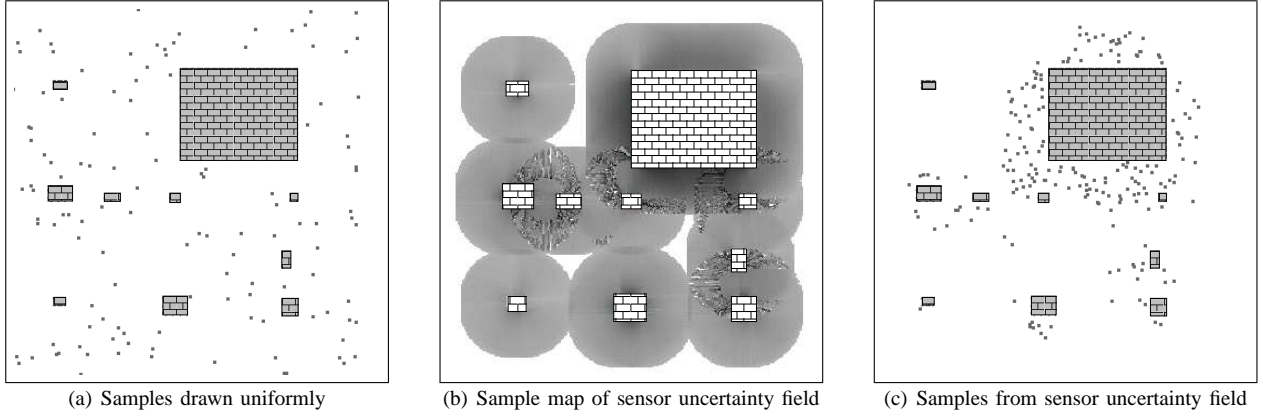 (a) Samples drawn uniformly
(b) Sample map of sensor uncertainty field
(c) Samples from sensor uncertainty field